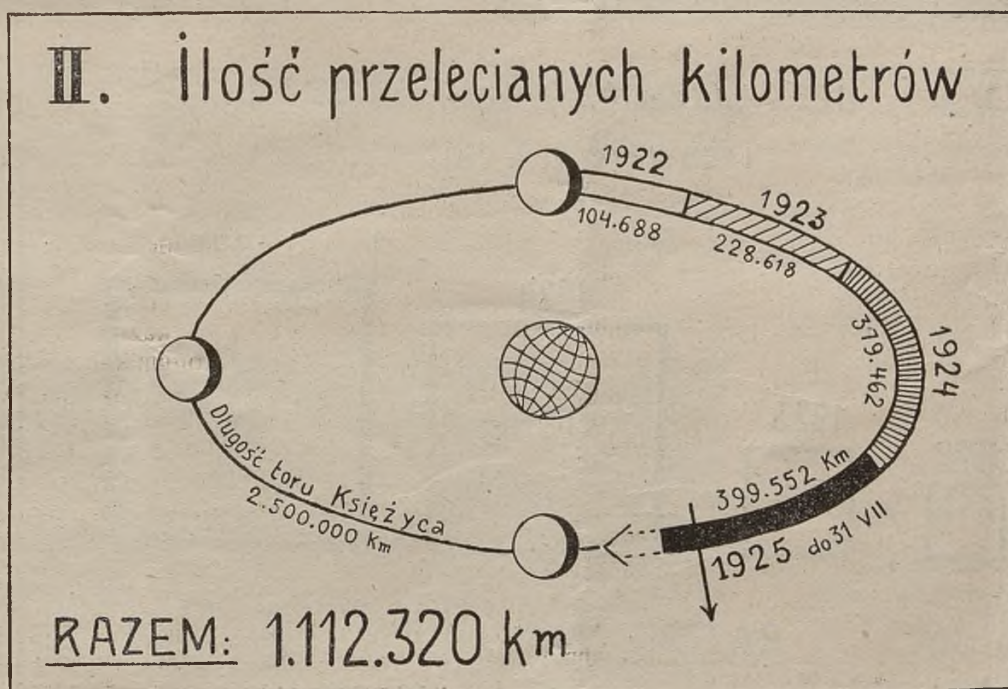 II. Ilość przelecianych kilometrów
1922
104.688
1923
228.618
1924
379.462
399.552 Km
1925 do 31 VII
Długość toru Księżyca
2.500.000 Km
RAZEM: 1.112.320 km